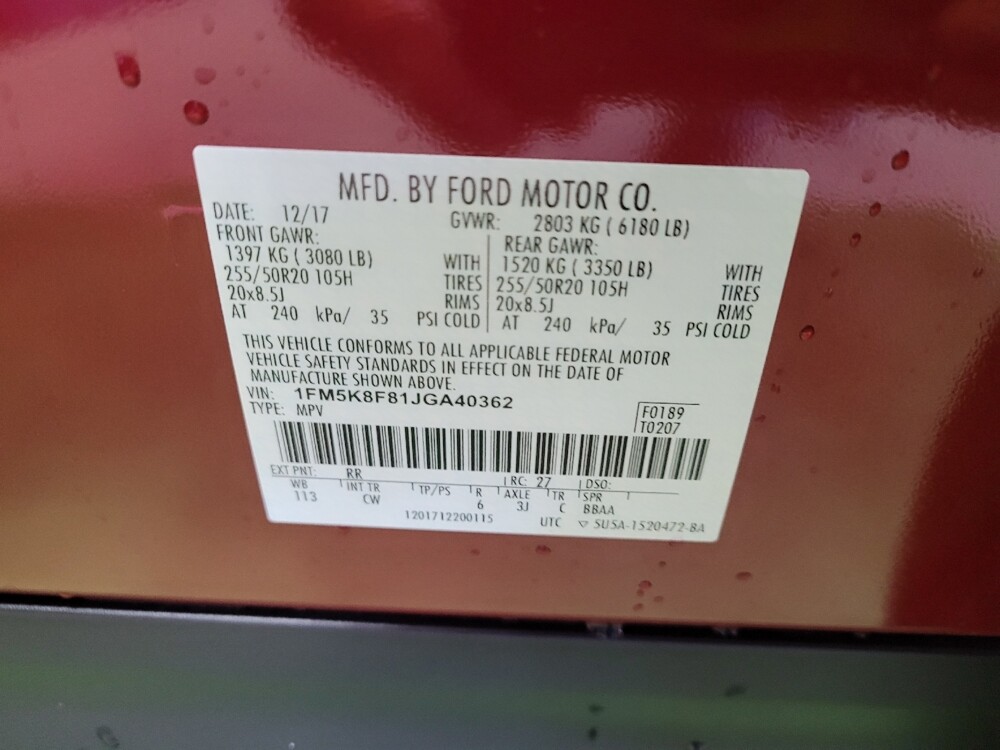 MFD. BY FORD MOTOR CO.
DATE: 12/17 GVWR: 2803 KG ( 6180 LB)
FRONT GAWR: REAR GAWR:
1397 KG ( 3080 LB) WITH 1520 KG ( 3350 LB) WITH
255/50R20 105H TIRES 255/50R20 105H TIRES
20x8.5J RIMS 20x8.5J RIMS
AT 240 kPa/ 35 PSI COLD AT 240 kPa/ 35 PSI COLD
THIS VEHICLE CONFORMS TO ALL APPLICABLE FEDERAL MOTOR
VEHICLE SAFETY STANDARDS IN EFFECT ON THE DATE OF
MANUFACTURE SHOWN ABOVE.
VIN: 1FM5K8F81JGA40362
TYPE: MPV F0189
T0207
EXT PNT: RR RC: 27 DSO:
WB INT TR TP/PS R AXLE TR SPR
113 CW 6 3J C BBAA
1201712200115 UTC ▽ SU5A-1520472-BA